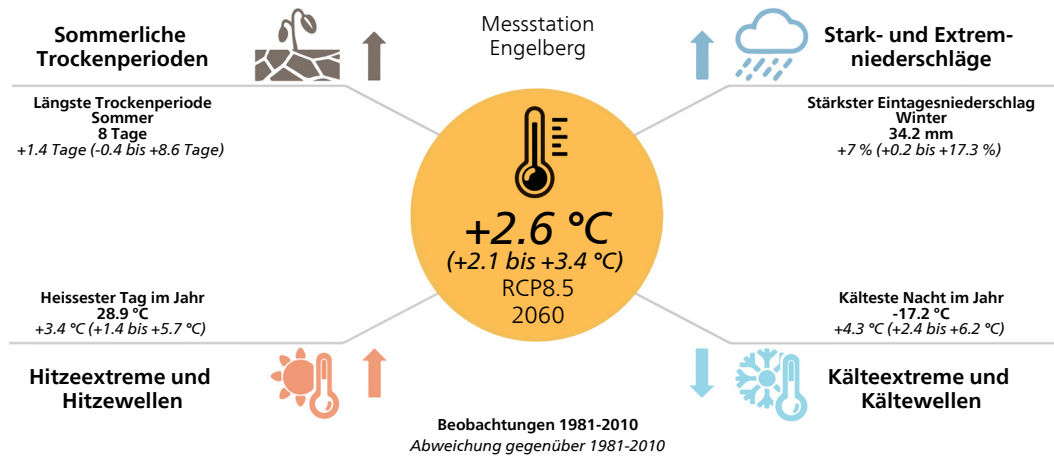 Sommerliche
Trockenperioden
Messstation
Engelberg
Stark- und Extrem-
niederschläge
Längste Trockenperiode
Sommer
8 Tage
+1.4 Tage (-0.4 bis +8.6 Tage)
Stärkster Eintagesniederschlag
Winter
34.2 mm
+7 % (+0.2 bis +17.3 %)
+2.6 °C
(+2.1 bis +3.4 °C)
RCP8.5
2060
Heissester Tag im Jahr
28.9 °C
+3.4 °C (+1.4 bis +5.7 °C)
Kälteste Nacht im Jahr
-17.2 °C
+4.3 °C (+2.4 bis +6.2 °C)
Hitzeextreme und
Hitzewellen
Kälteextreme und
Kältewellen
Beobachtungen 1981-2010
Abweichung gegenüber 1981-2010